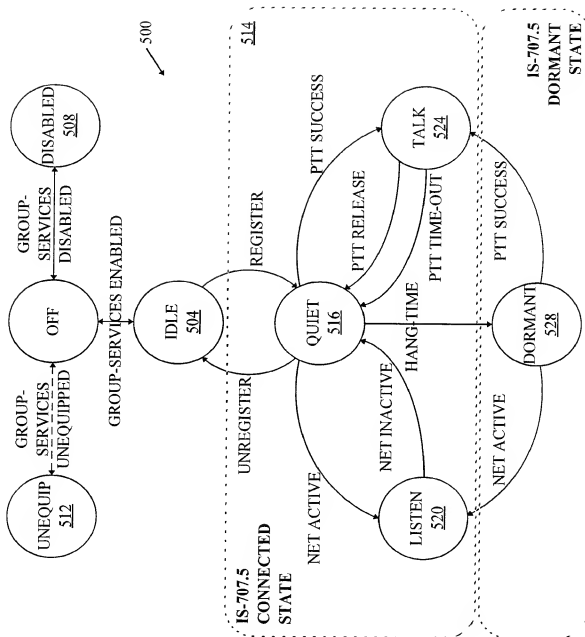 500
UNEQUIP
512
GROUP-
SERVICES
UNEQUIPPED
OFF
GROUP-
SERVICES
DISABLED
DISABLED
508
GROUP-SERVICES ENABLED
IDLE
504
UNREGISTER
REGISTER
IS-707.5
CONNECTED
STATE
514
QUIET
516
NET ACTIVE
NET INACTIVE
LISTEN
520
PTT SUCCESS
PTT RELEASE
PTT TIME-OUT
TALK
524
HANG-TIME
IS-707.5
DORMANT
STATE
DORMANT
528
NET ACTIVE
PTT SUCCESS